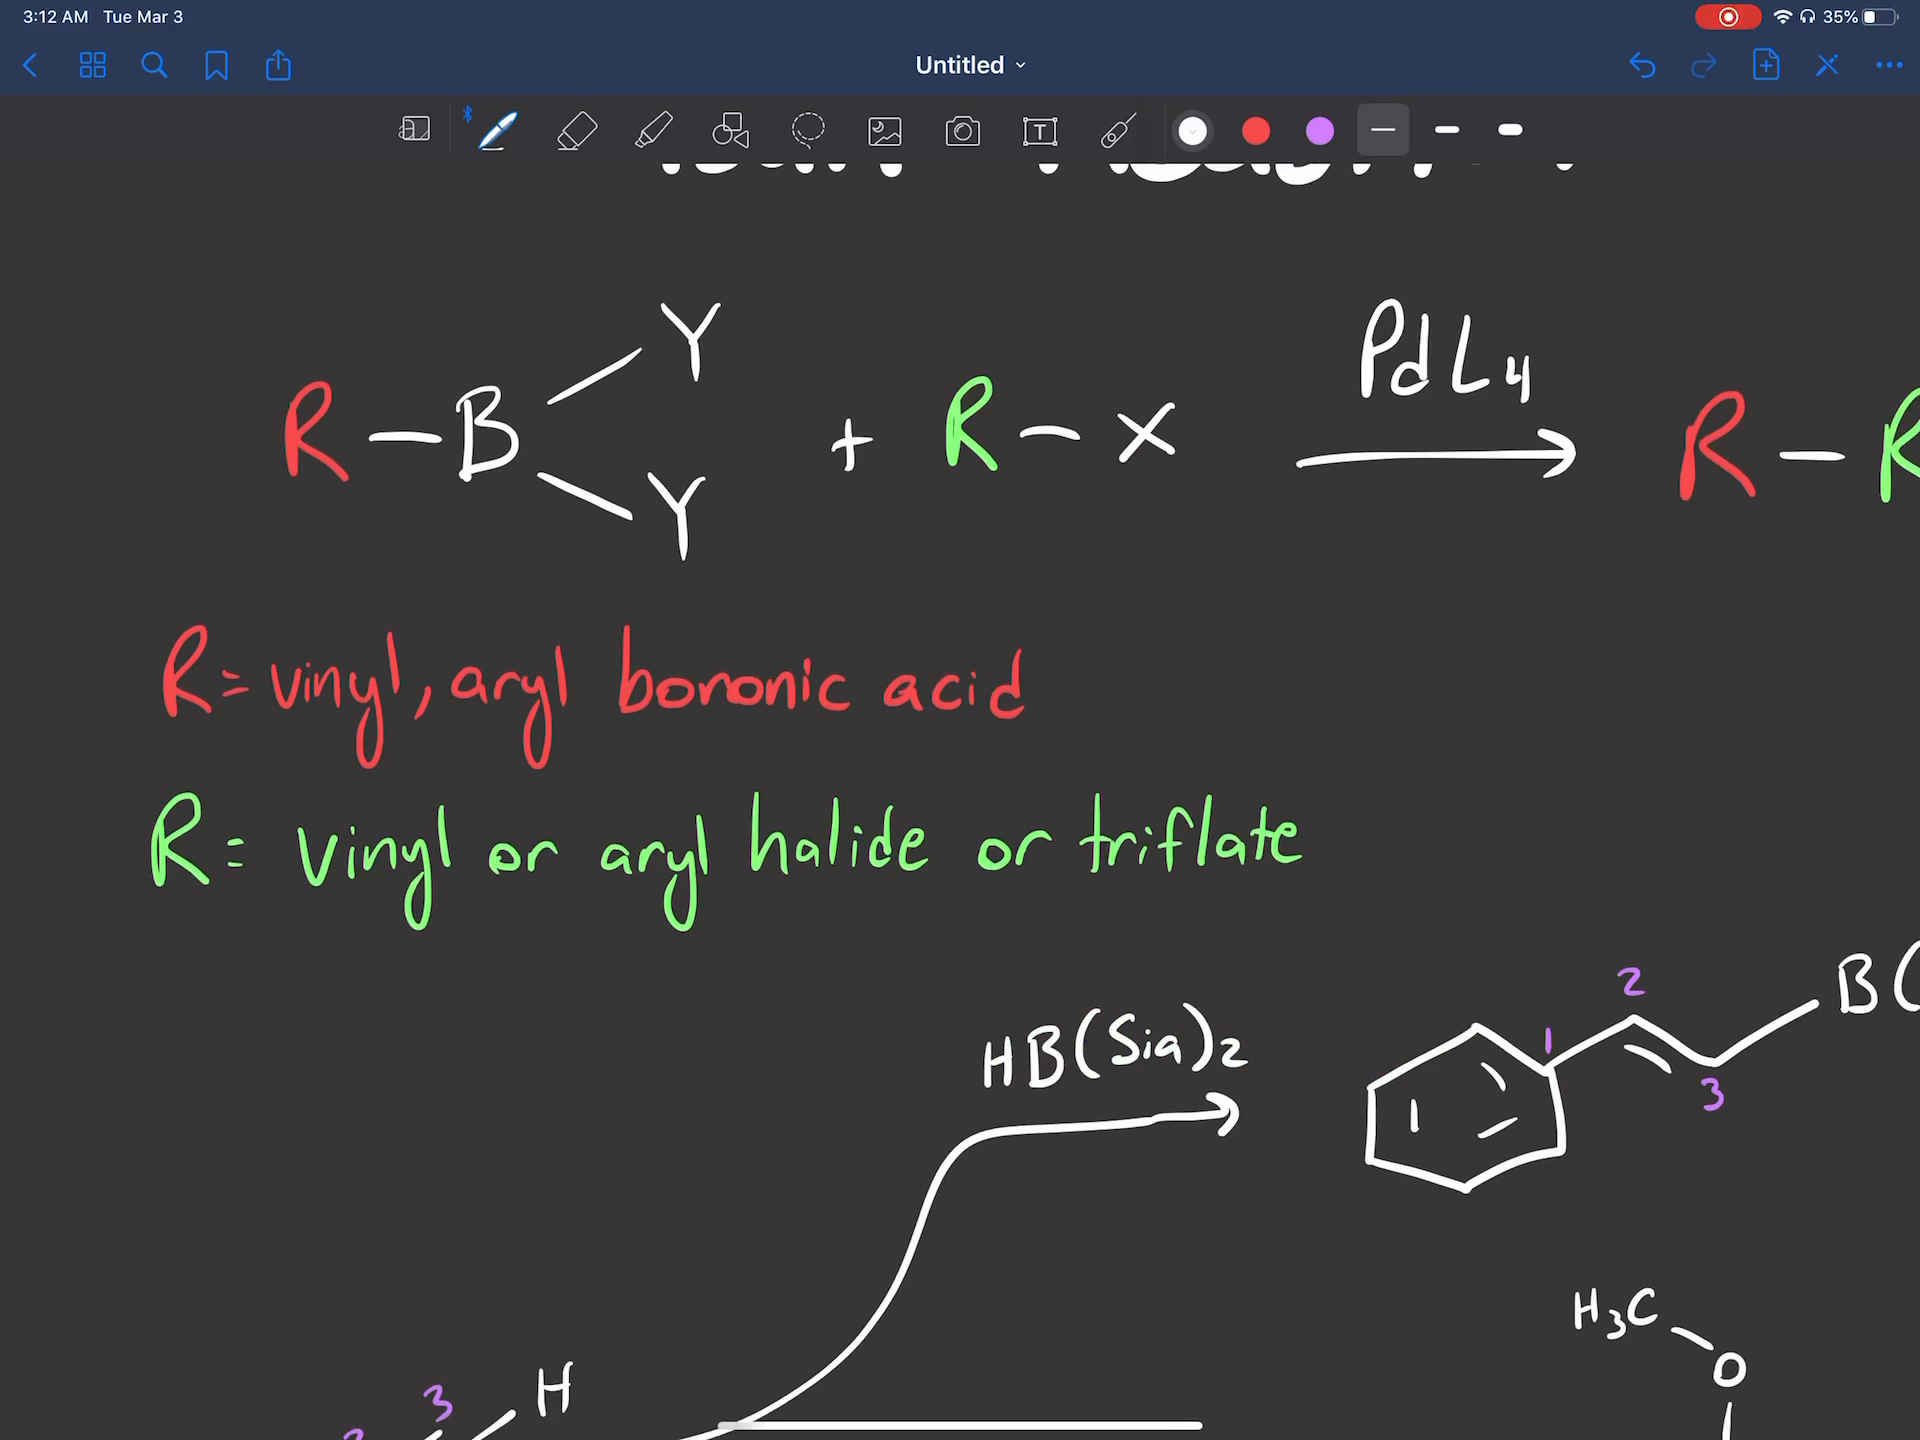 3:12 AM Tue Mar 3 35%
Untitled
T
R-B Y Y + R-X PdL4 R-R
R= vinyl, aryl boronic acid
R= vinyl or aryl halide or triflate
HB(Sia)2
1 2 3 B(
H3C
O
3 H
2